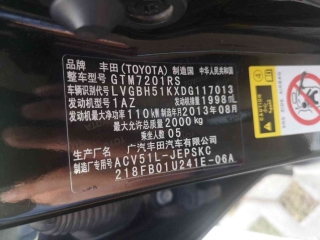 品牌 丰田(TOYOTA) 制造国 中华人民共和国
整车型号 GTM7201RS
车辆识别代号 LVGBH51KXDG117013
发动机型号 1AZ 发动机排量 1998mL
发动机最大净功率 110kW 制造年月 2013年08月
最大允许总质量 2000kg
乘坐人数 05
厂名 广汽丰田汽车有限公司
制造厂专用号 ACV51L-JEPSKC
218FB01U241E-06A